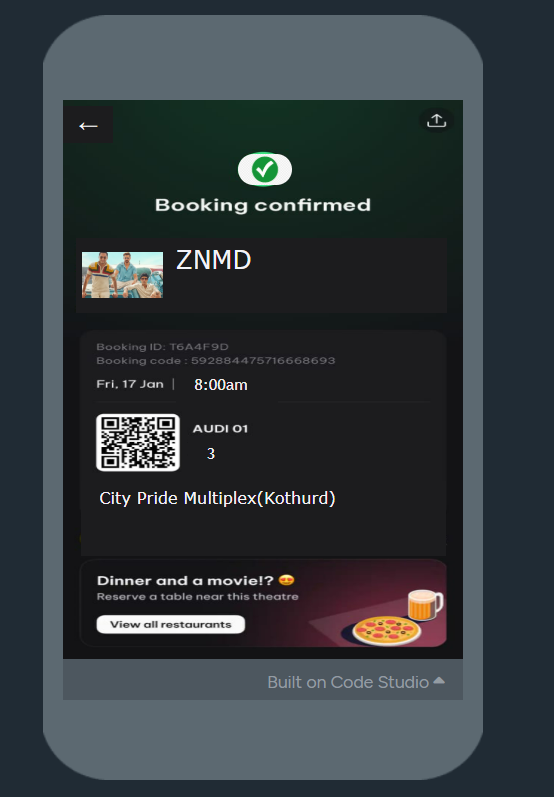 Booking confirmed
ZNMD
Booking ID: T6A4F9D
Booking code : 592884475716668693
Fri, 17 Jan | 8:00am
AUDI 01
3
City Pride Multiplex(Kothurd)
Dinner and a movie!? 🤩
Reserve a table near this theatre
View all restaurants
Built on Code Studio